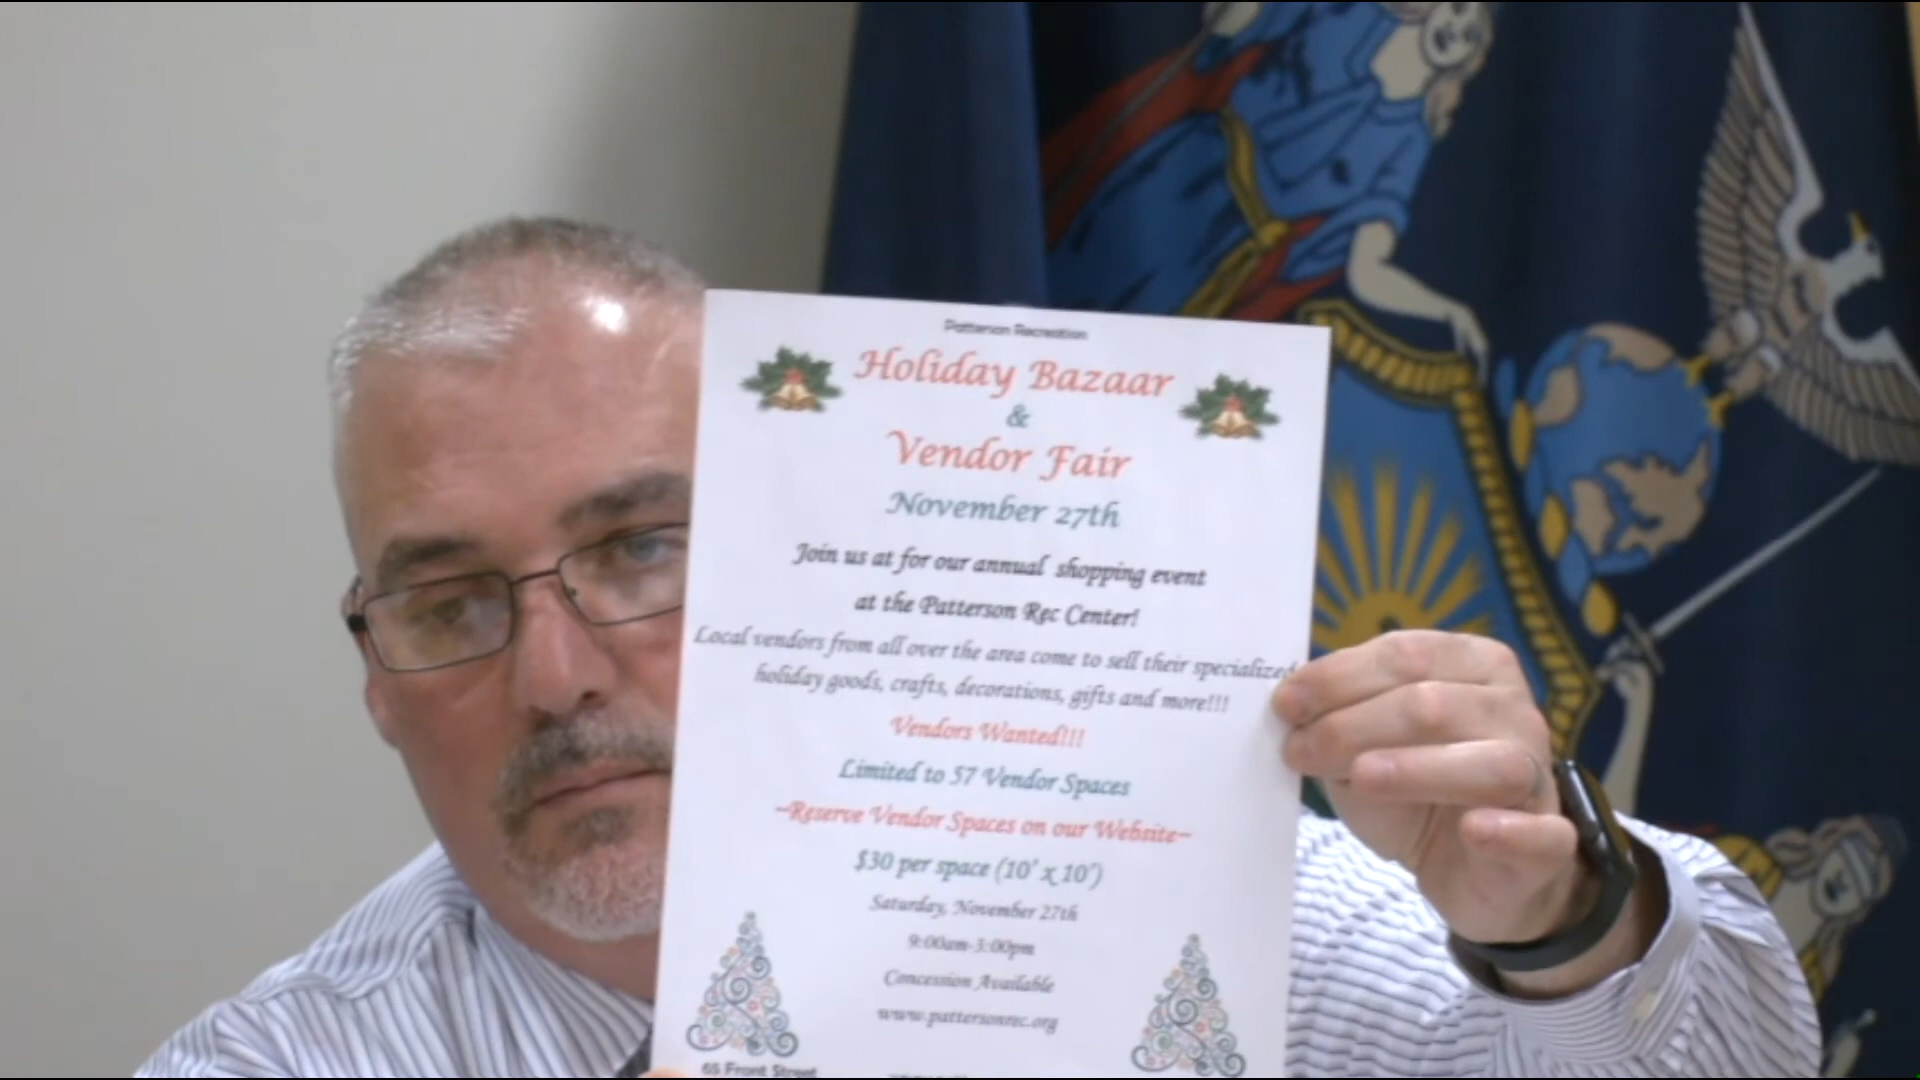 Patterson Recreation
Holiday Bazaar
&
Vendor Fair
November 27th
Join us at for our annual shopping event
at the Patterson Rec Center!
Local vendors from all over the area come to sell their specialized
holiday goods, crafts, decorations, gifts and more!!!
Vendors Wanted!!!
Limited to 57 Vendor Spaces
~Reserve Vendor Spaces on our Website~
$30 per space (10' x 10')
Saturday, November 27th
9:00am-3:00pm
Concession Available
www.pattersonrec.org
65 Front Street